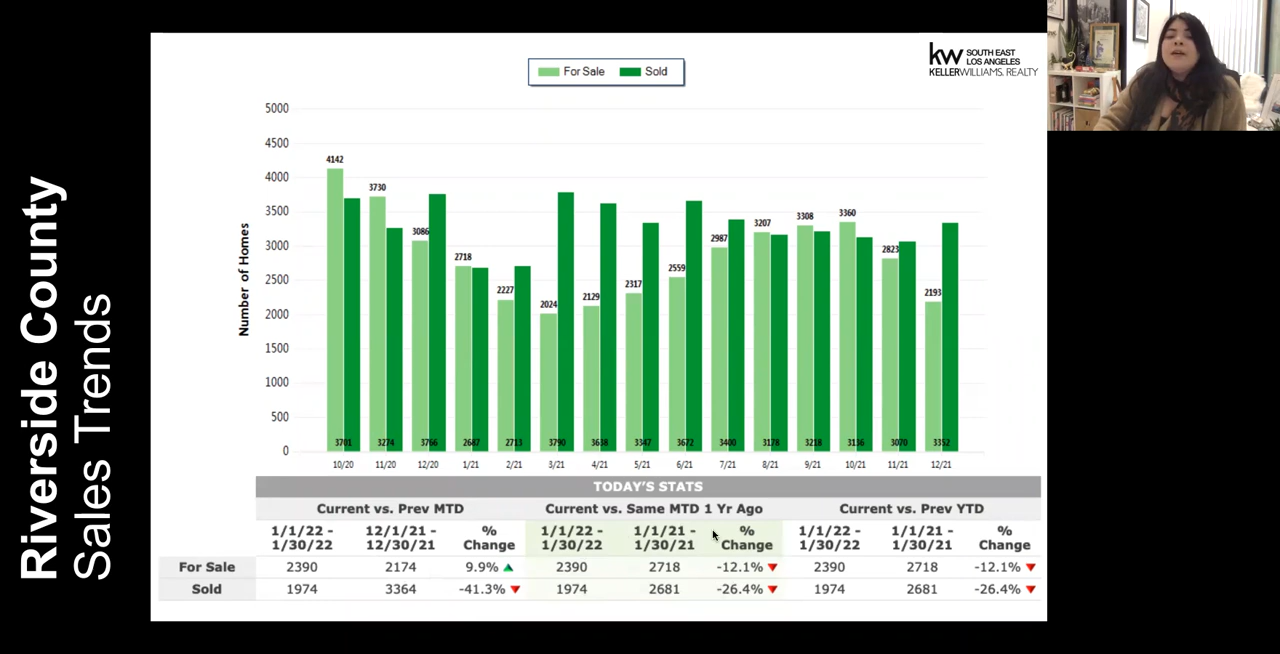 Riverside County
Sales Trends
kw SOUTH EAST
LOS ANGELES
KELLERWILLIAMS. REALTY
For Sale Sold
Number of Homes
5000
4500
4000
3500
3000
2500
2000
1500
1000
500
0
4142 3730 3086 2718 2227 2024 2129 2317 2559 2987 3207 3308 3360 2823 2193
3701 3274 3766 2687 2713 3790 3638 3347 3672 3400 3178 3218 3136 3070 3352
10/20 11/20 12/20 1/21 2/21 3/21 4/21 5/21 6/21 7/21 8/21 9/21 10/21 11/21 12/21
TODAY'S STATS
Current vs. Prev MTD Current vs. Same MTD 1 Yr Ago Current vs. Prev YTD
1/1/22 - 12/1/21 - % 1/1/22 - 1/1/21 - % 1/1/22 - 1/1/21 - %
1/30/22 12/30/21 Change 1/30/22 1/30/21 Change 1/30/22 1/30/21 Change
For Sale 2390 2174 9.9% 2390 2718 -12.1% 2390 2718 -12.1%
Sold 1974 3364 -41.3% 1974 2681 -26.4% 1974 2681 -26.4%